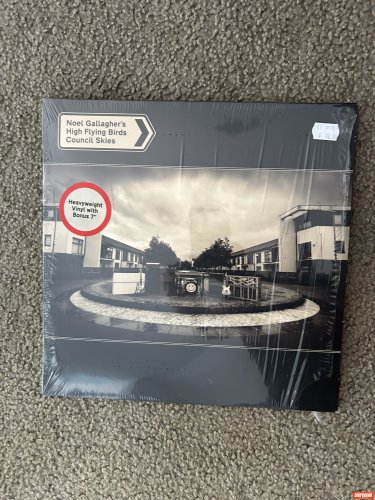 Noel Gallagher's
High Flying Birds
Council Skies
Heavyweight
Vinyl with
Bonus 7"